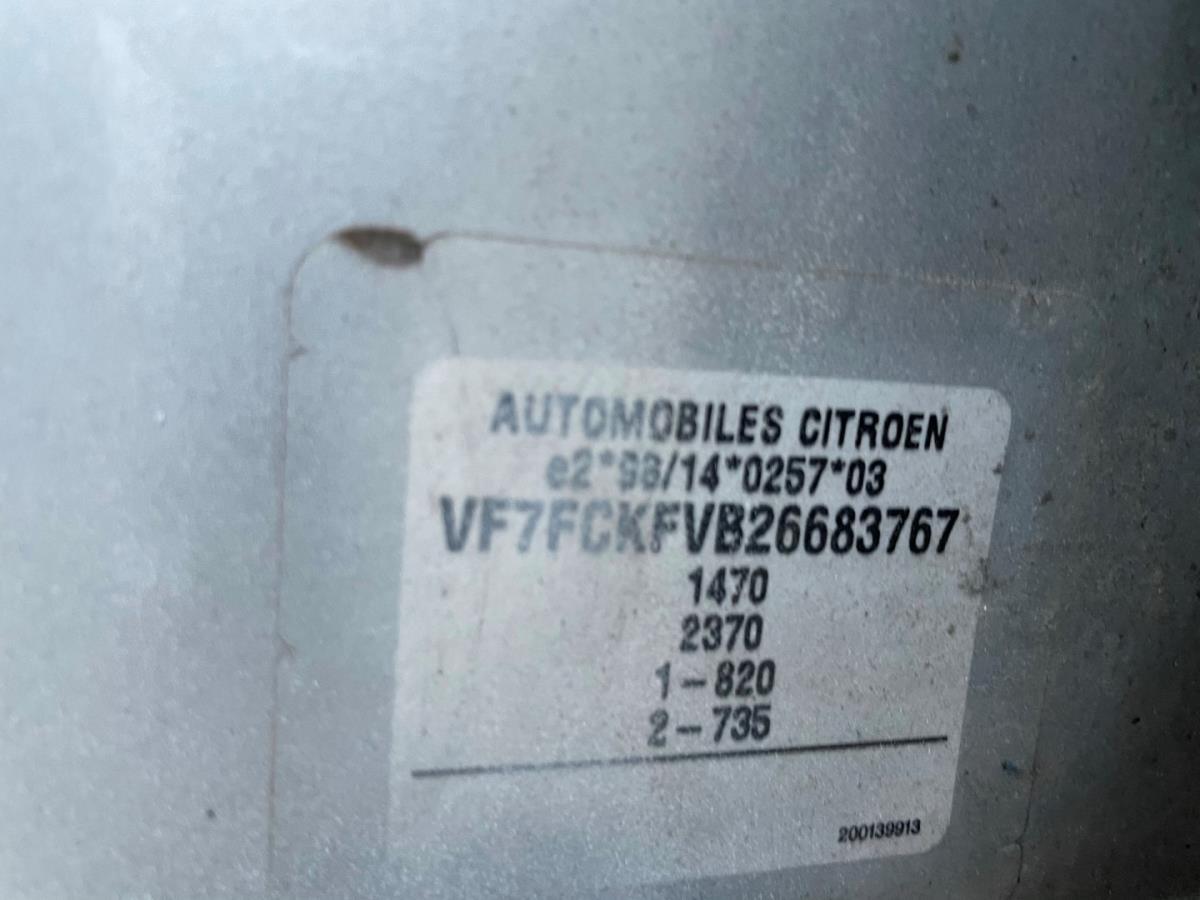 AUTOMOBILES CITROEN
e2*98/14*0257*03
VF7FCKFVB26683767
1470
2370
1-820
2-735
200139913